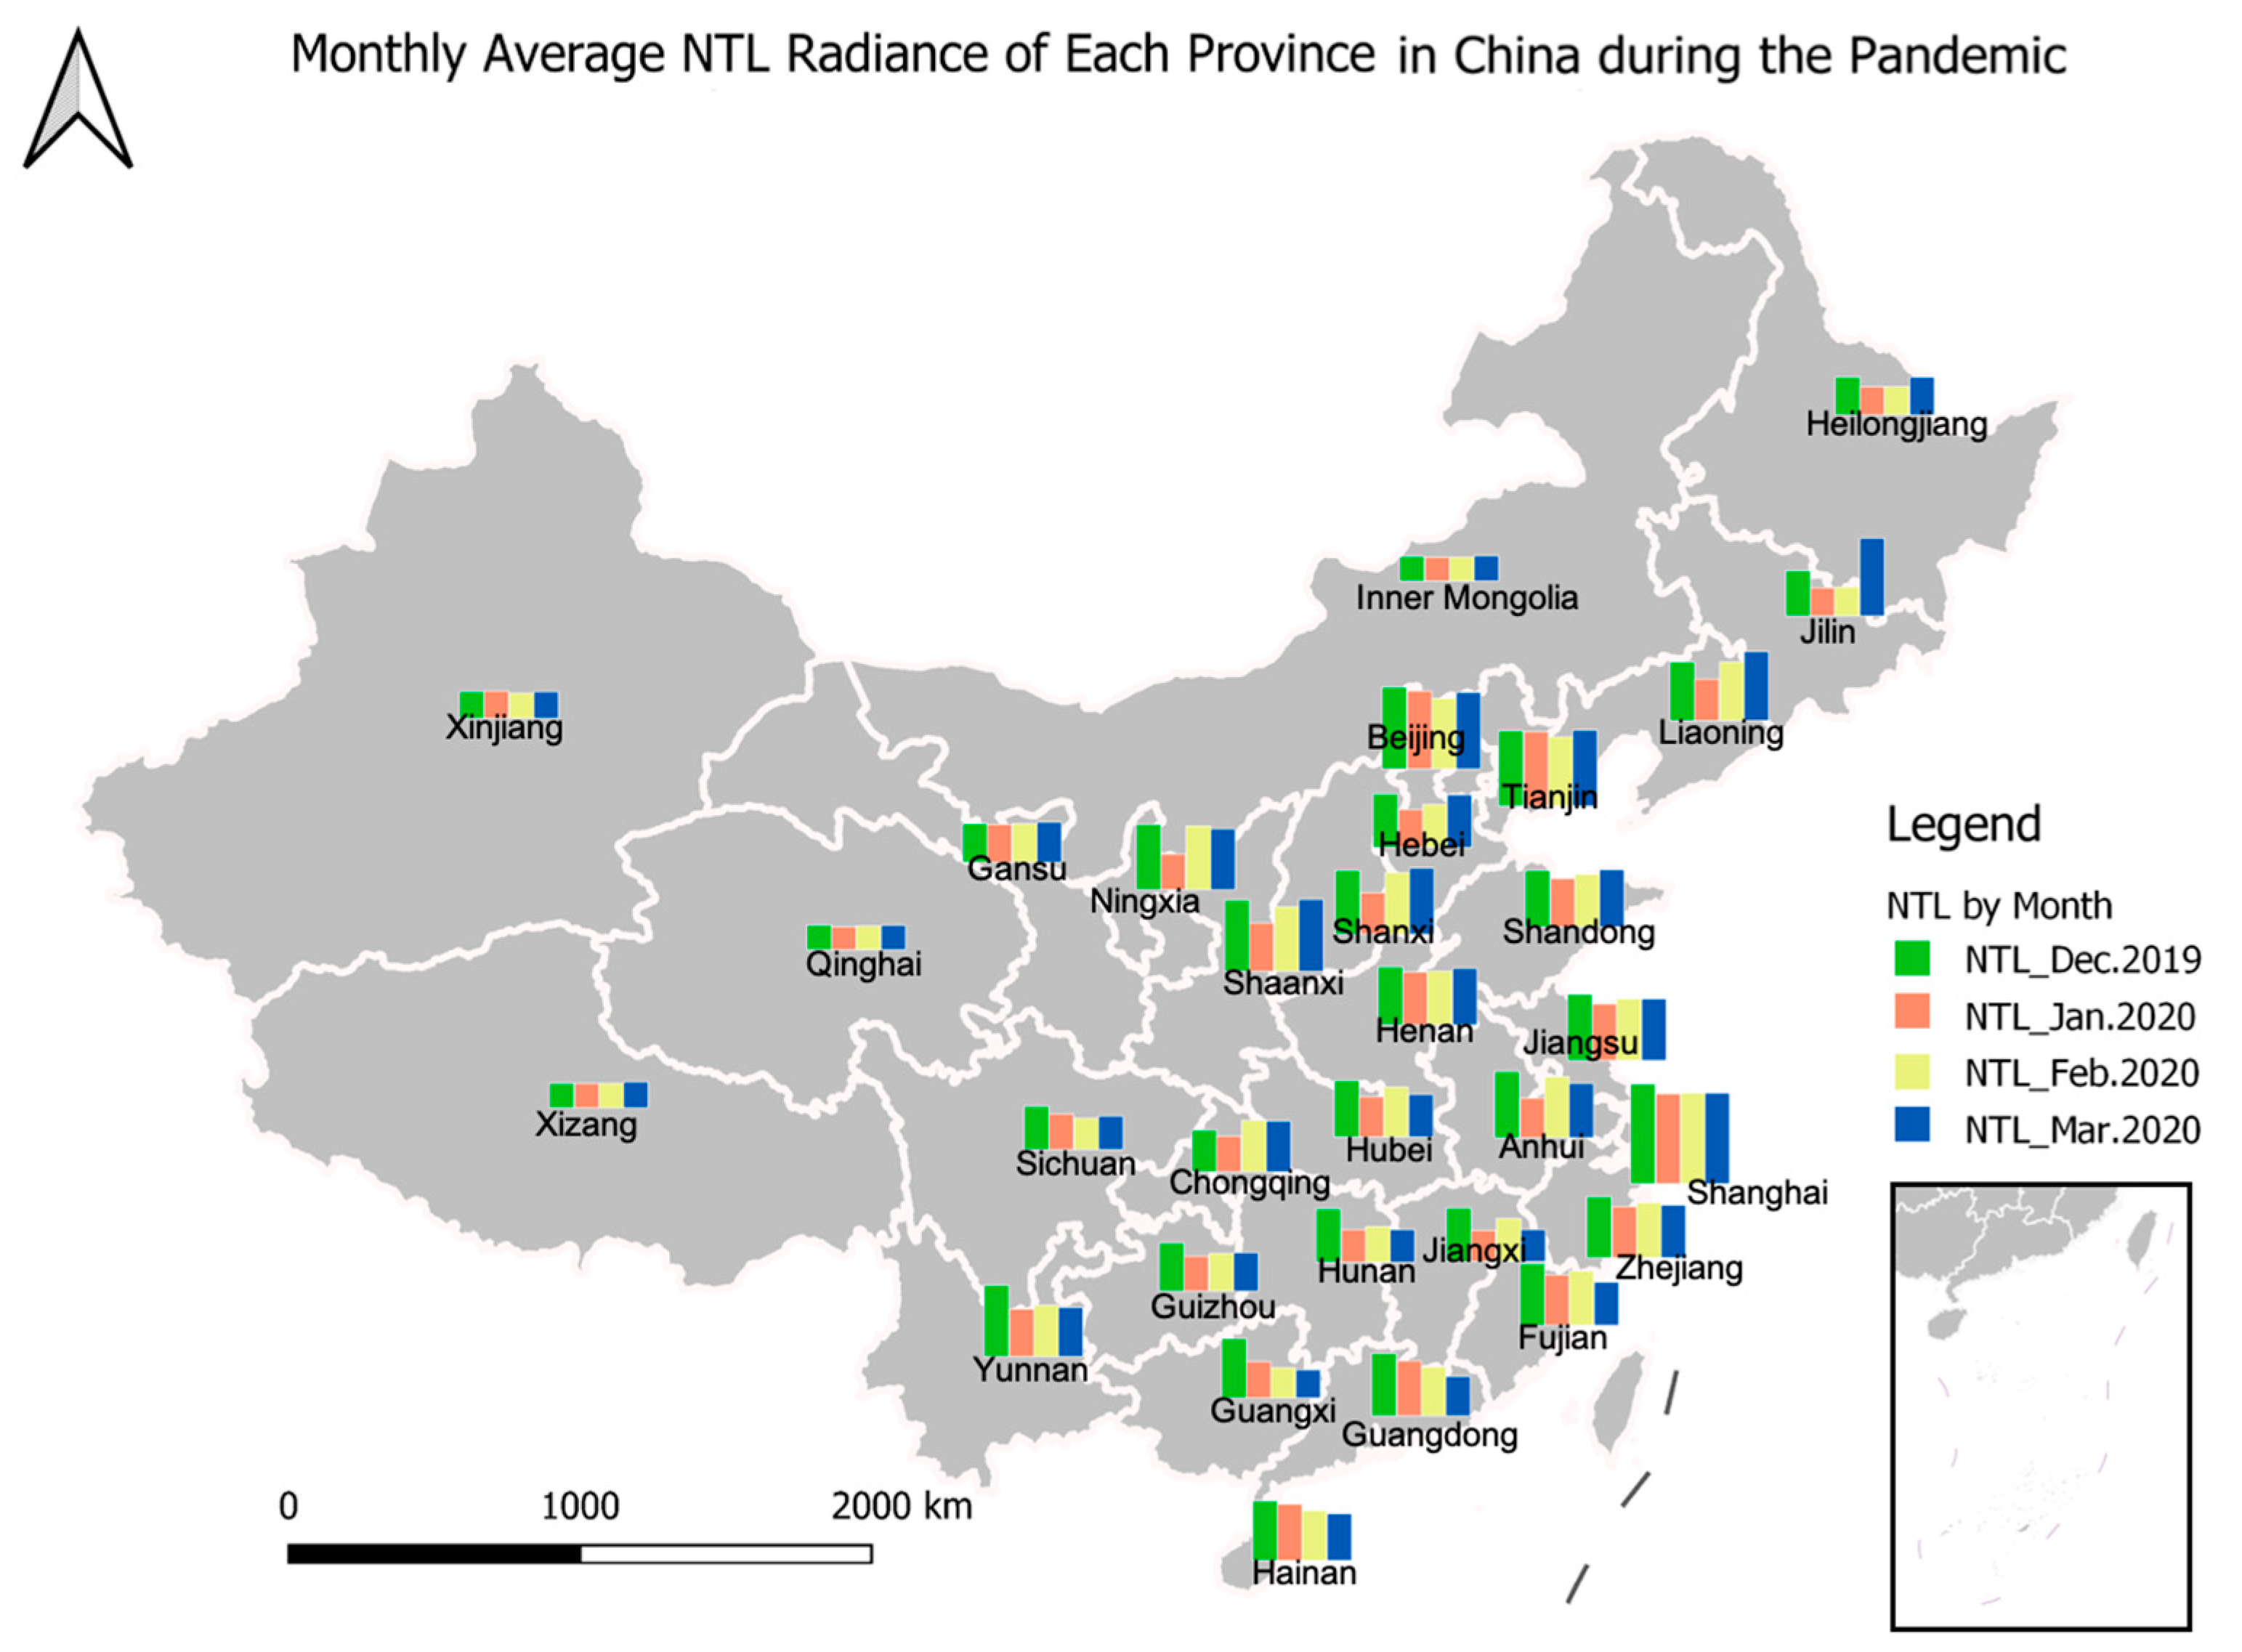 Monthly Average NTL Radiance of Each Province in China during the Pandemic
Heilongjiang
Inner Mongolia
Jilin
Xinjiang
Beijing
Liaoning
Tianjin
Hebei
Gansu
Ningxia
Shanxi
Shandong
Qinghai
Shaanxi
Henan
Jiangsu
Xizang
Sichuan
Chongqing
Hubei
Anhui
Shanghai
Guizhou
Hunan
Jiangxi
Zhejiang
Yunnan
Fujian
Guangxi
Guangdong
Hainan
Legend
NTL by Month
NTL_Dec.2019
NTL_Jan.2020
NTL_Feb.2020
NTL_Mar.2020
0 1000 2000 km